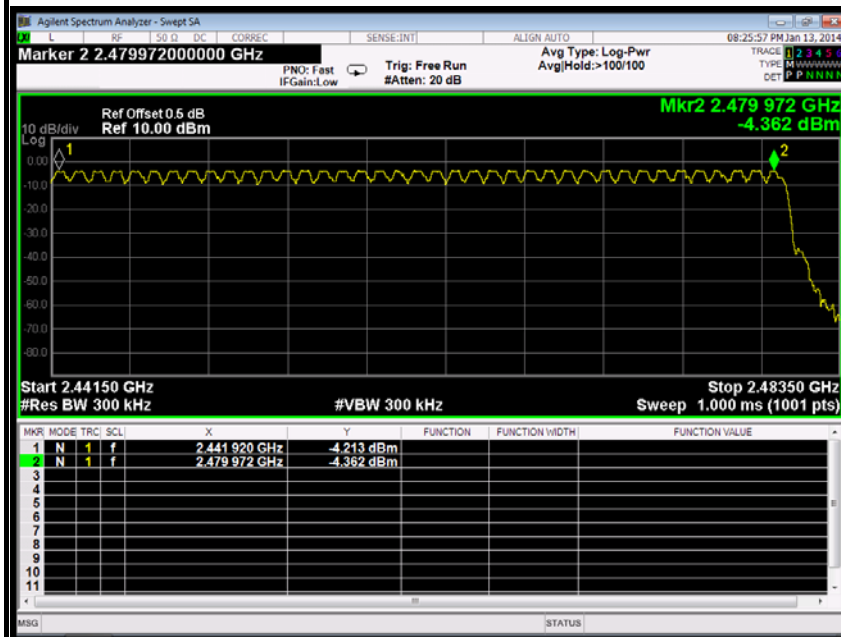 Agilent Spectrum Analyzer - Swept SA
LXI L RF 50 Ω DC CORREC SENSE:INT ALIGN AUTO 08:25:57 PM Jan 13, 2014
Marker 2 2.479972000000 GHz
Avg Type: Log-Pwr
TRACE 1 2 3 4 5 6
PNO: Fast Trig: Free Run Avg|Hold:>100/100 TYPE M WWWWW
IFGain:Low #Atten: 20 dB DET P P N N N N
Mkr2 2.479 972 GHz
Ref Offset 0.5 dB
10 dB/div Ref 10.00 dBm -4.362 dBm
Log
1
2
0.00
-10.0
-20.0
-30.0
-40.0
-50.0
-60.0
-70.0
-80.0
Start 2.44150 GHz Stop 2.48350 GHz
#Res BW 300 kHz #VBW 300 kHz Sweep 1.000 ms (1001 pts)
MKR MODE TRC SCL X Y FUNCTION FUNCTION WIDTH FUNCTION VALUE
1 N 1 f 2.441 920 GHz -4.213 dBm
2 N 1 f 2.479 972 GHz -4.362 dBm
3
4
5
6
7
8
9
10
11
MSG STATUS